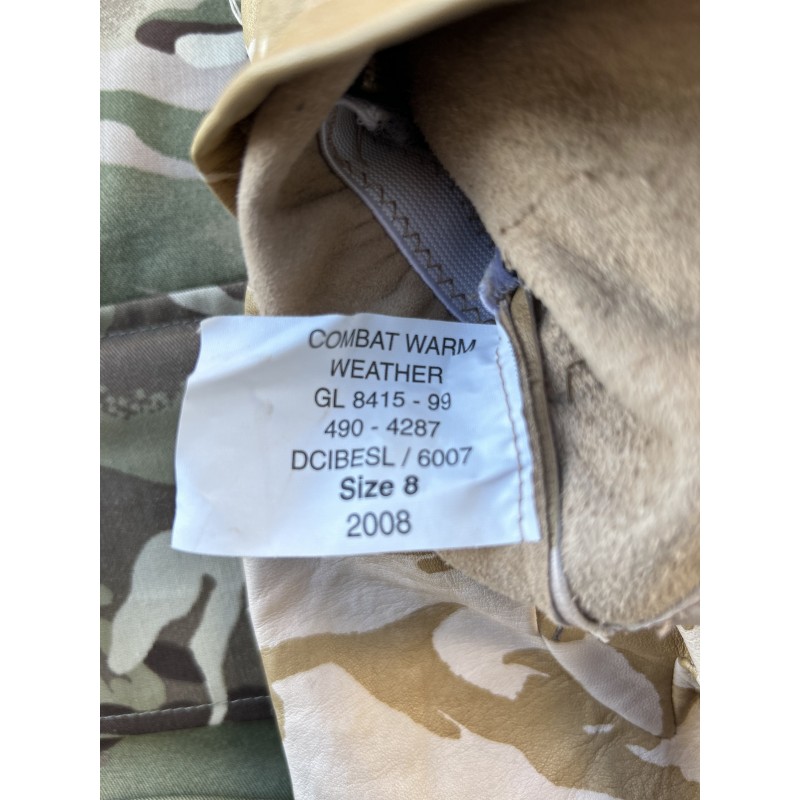 COMBAT WARM
WEATHER
GL 8415 - 99
490 - 4287
DCIBESL / 6007
Size 8
2008